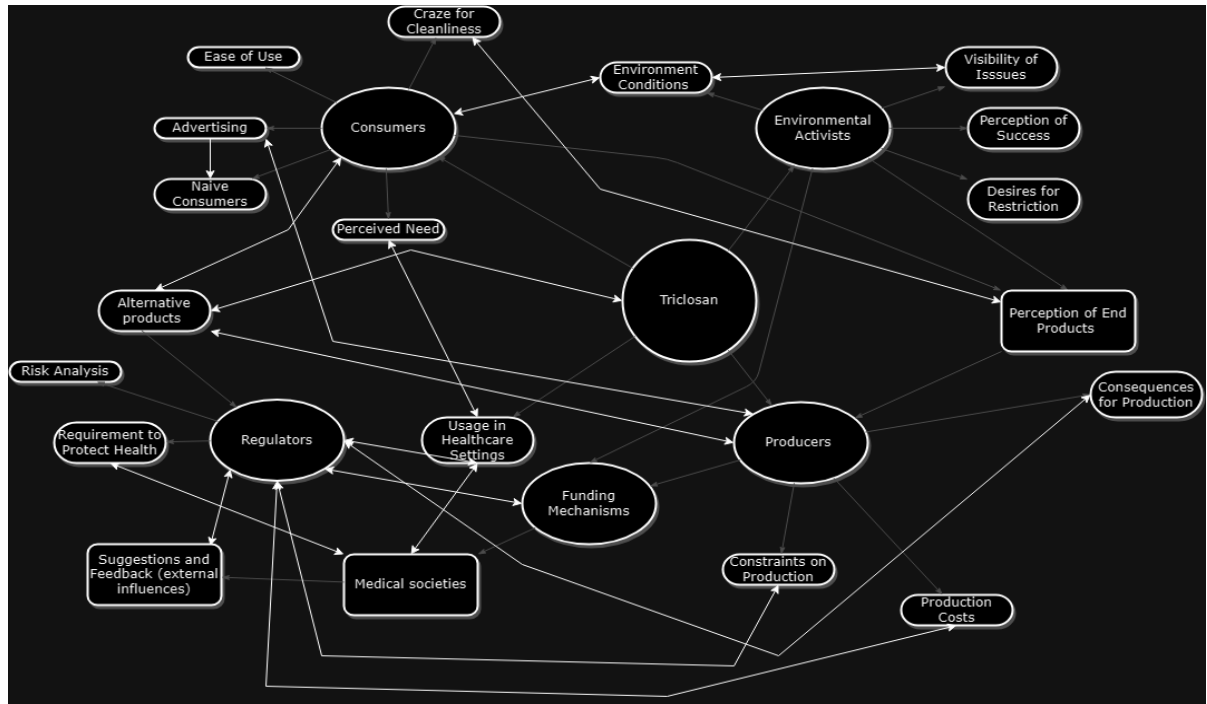 Craze for
Cleanliness
Ease of Use
Environment
Conditions
Visibility of
Isssues
Consumers
Environmental
Activists
Advertising
Perception of
Success
Naive
Consumers
Desires for
Restriction
Perceived Need
Triclosan
Alternative
products
Perception of End
Products
Risk Analysis
Consequences
for Production
Requirement to
Protect Health
Regulators
Usage in
Healthcare
Settings
Producers
Funding
Mechanisms
Suggestions and
Feedback (external
influences)
Medical societies
Constraints on
Production
Production
Costs